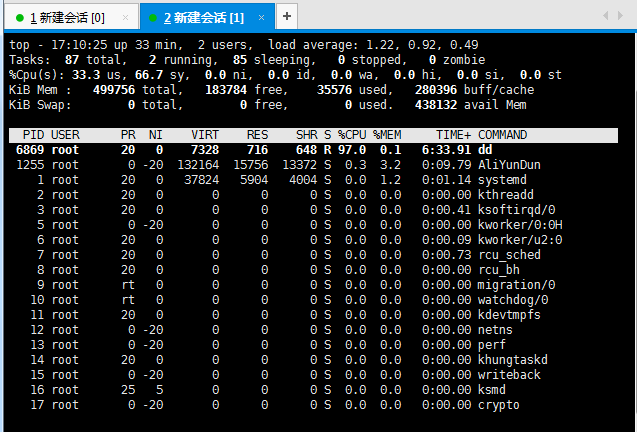 1 新建会话 [0] × 2 新建会话 [1] × +
top - 17:10:25 up 33 min,  2 users,  load average: 1.22, 0.92, 0.49
Tasks:  87 total,   2 running,  85 sleeping,   0 stopped,   0 zombie
%Cpu(s): 33.3 us, 66.7 sy,  0.0 ni,  0.0 id,  0.0 wa,  0.0 hi,  0.0 si,  0.0 st
KiB Mem :   499756 total,   183784 free,    35576 used,   280396 buff/cache
KiB Swap:        0 total,        0 free,        0 used.   438132 avail Mem
PID USER      PR  NI    VIRT    RES    SHR S %CPU %MEM     TIME+ COMMAND
6869 root      20   0    7328    716    648 R 97.0  0.1   6:33.91 dd
1255 root       0 -20  132164  15756  13372 S  0.3  3.2   0:09.79 AliYunDun
1 root      20   0   37824   5904   4004 S  0.0  1.2   0:01.14 systemd
2 root      20   0       0      0      0 S  0.0  0.0   0:00.00 kthreadd
3 root      20   0       0      0      0 S  0.0  0.0   0:00.41 ksoftirqd/0
5 root       0 -20       0      0      0 S  0.0  0.0   0:00.00 kworker/0:0H
6 root      20   0       0      0      0 S  0.0  0.0   0:00.09 kworker/u2:0
7 root      20   0       0      0      0 S  0.0  0.0   0:00.73 rcu_sched
8 root      20   0       0      0      0 S  0.0  0.0   0:00.00 rcu_bh
9 root      rt   0       0      0      0 S  0.0  0.0   0:00.00 migration/0
10 root      rt   0       0      0      0 S  0.0  0.0   0:00.00 watchdog/0
11 root      20   0       0      0      0 S  0.0  0.0   0:00.00 kdevtmpfs
12 root       0 -20       0      0      0 S  0.0  0.0   0:00.00 netns
13 root       0 -20       0      0      0 S  0.0  0.0   0:00.00 perf
14 root      20   0       0      0      0 S  0.0  0.0   0:00.00 khungtaskd
15 root       0 -20       0      0      0 S  0.0  0.0   0:00.00 writeback
16 root      25   5       0      0      0 S  0.0  0.0   0:00.00 ksmd
17 root       0 -20       0      0      0 S  0.0  0.0   0:00.00 crypto